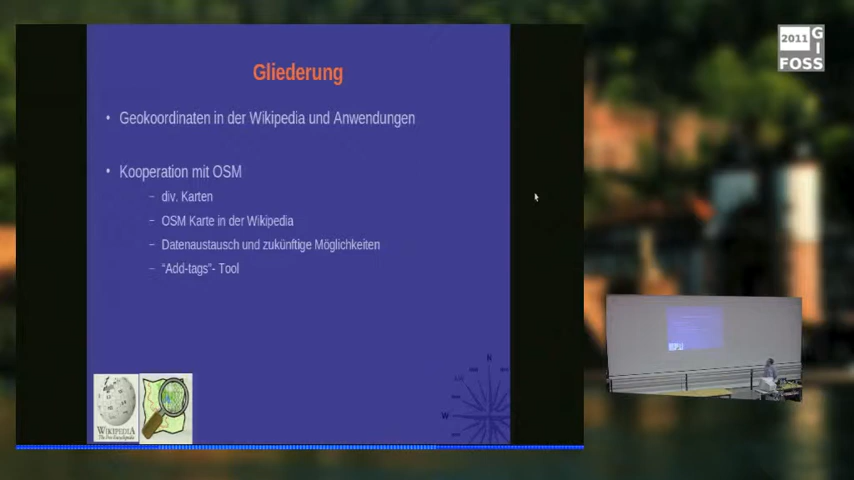 Gliederung
• Geokoordinaten in der Wikipedia und Anwendungen
• Kooperation mit OSM
– div. Karten
– OSM Karte in der Wikipedia
– Datenaustausch und zukünftige Möglichkeiten
– “Add-tags”- Tool
WIKIPEDIA
N
W
2011
G
I
FOSS